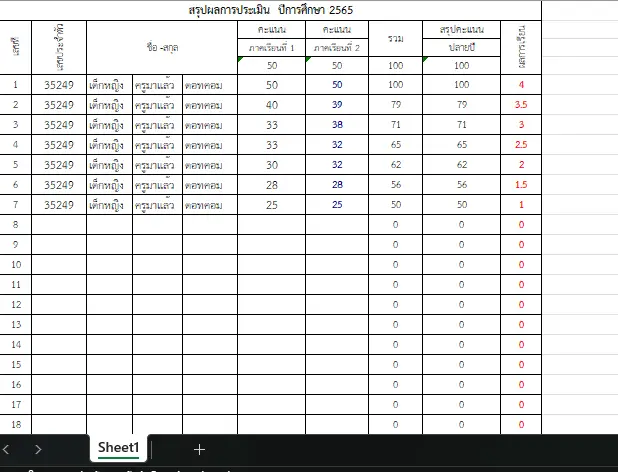 สรุปผลการประเมิน ปีการศึกษา 2565
เลขที่ เลขประจำตัว ชื่อ -สกุล คะแนน คะแนน รวม สรุปคะแนน ผลการเรียน
ภาคเรียนที่ 1 ภาคเรียนที่ 2 ปลายปี
50 50 100 100
1 35249 เด็กหญิง ครูมาแล้ว ดอทคอม 50 50 100 100 4
2 35249 เด็กหญิง ครูมาแล้ว ดอทคอม 40 39 79 79 3.5
3 35249 เด็กหญิง ครูมาแล้ว ดอทคอม 33 38 71 71 3
4 35249 เด็กหญิง ครูมาแล้ว ดอทคอม 33 32 65 65 2.5
5 35249 เด็กหญิง ครูมาแล้ว ดอทคอม 30 32 62 62 2
6 35249 เด็กหญิง ครูมาแล้ว ดอทคอม 28 28 56 56 1.5
7 35249 เด็กหญิง ครูมาแล้ว ดอทคอม 25 25 50 50 1
8 0 0 0
9 0 0 0
10 0 0 0
11 0 0 0
12 0 0 0
13 0 0 0
14 0 0 0
15 0 0 0
16 0 0 0
17 0 0 0
18 0 0 0
Sheet1